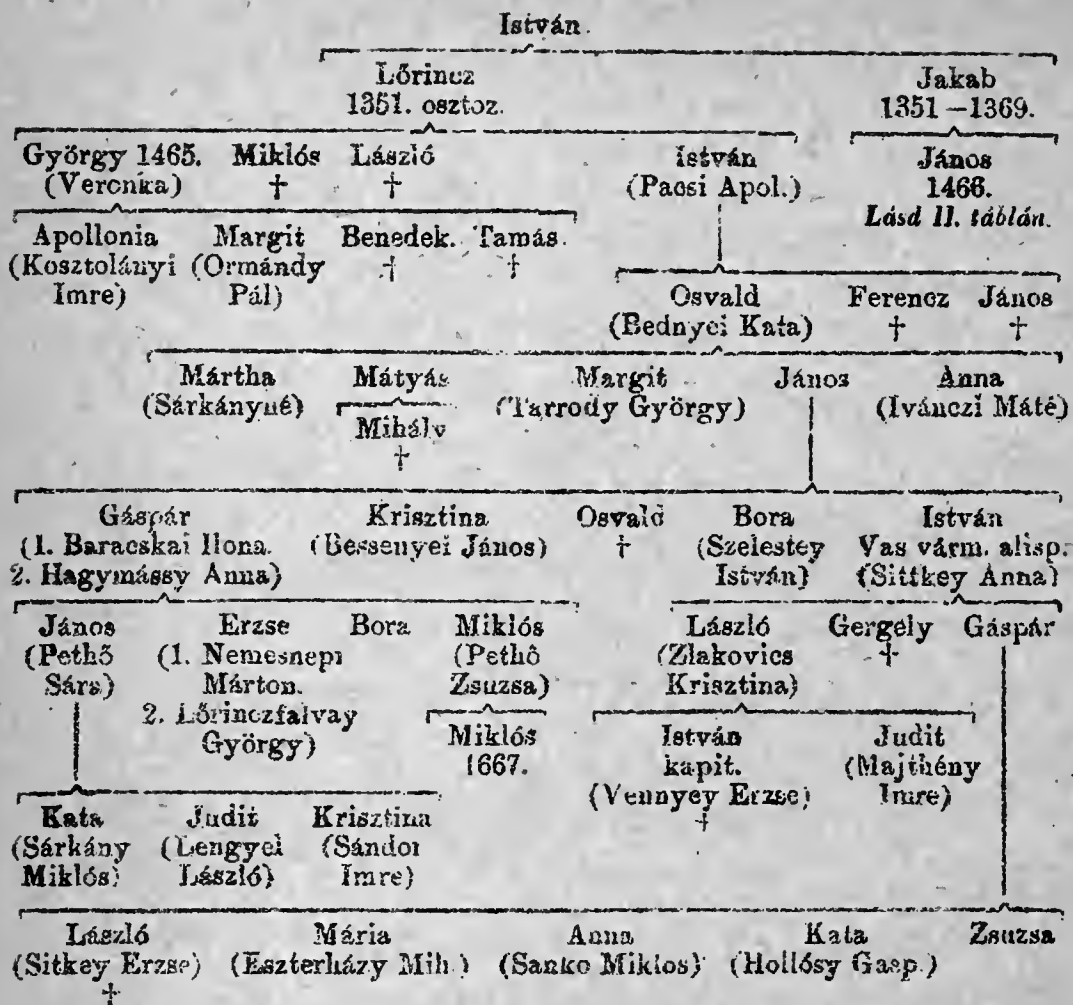 István.
Lőrincz Jakab
1351. osztoz. 1351–1369.
György 1465. Miklós László István János
(Veronka) † † (Pacsi Apol.) 1466.
Lásd II. táblán.
Apollonia Margit Benedek. Tamás.
(Kosztolányi (Ormándy † †
Imre) Pál)
Osvald Ferencz János
(Bednyei Kata) † †
Mártha Mátyás Margit János Anna
(Sárkányné) (Tarrody György) (Ivánczi Máté)
Mihály
†
Gáspár Krisztina Osvald Bora István
(1. Baracskai Ilona. (Bessenyei János) † (Szelestey Vas várm. alisp.
2. Hagymássy Anna) István) (Sittkey Anna)
János Erzse Bora Miklós László Gergely Gáspár
(Pethő (1. Nemesnepi (Pethő (Zlakovics †
Sára) Márton. Zsuzsa) Krisztina)
2. Lőrinczfalvay
György)
Miklós István Judit
1667. kapit. (Majthény
(Vennyey Erzse) Imre)
†
Kata Judit Krisztina
(Sárkány (Lengyel (Sándor
Miklós) László) Imre)
László Mária Anna Kata Zsuzsa
(Sitkey Erzse) (Eszterházy Mih.) (Sanko Miklos) (Hollósy Gasp.)
†